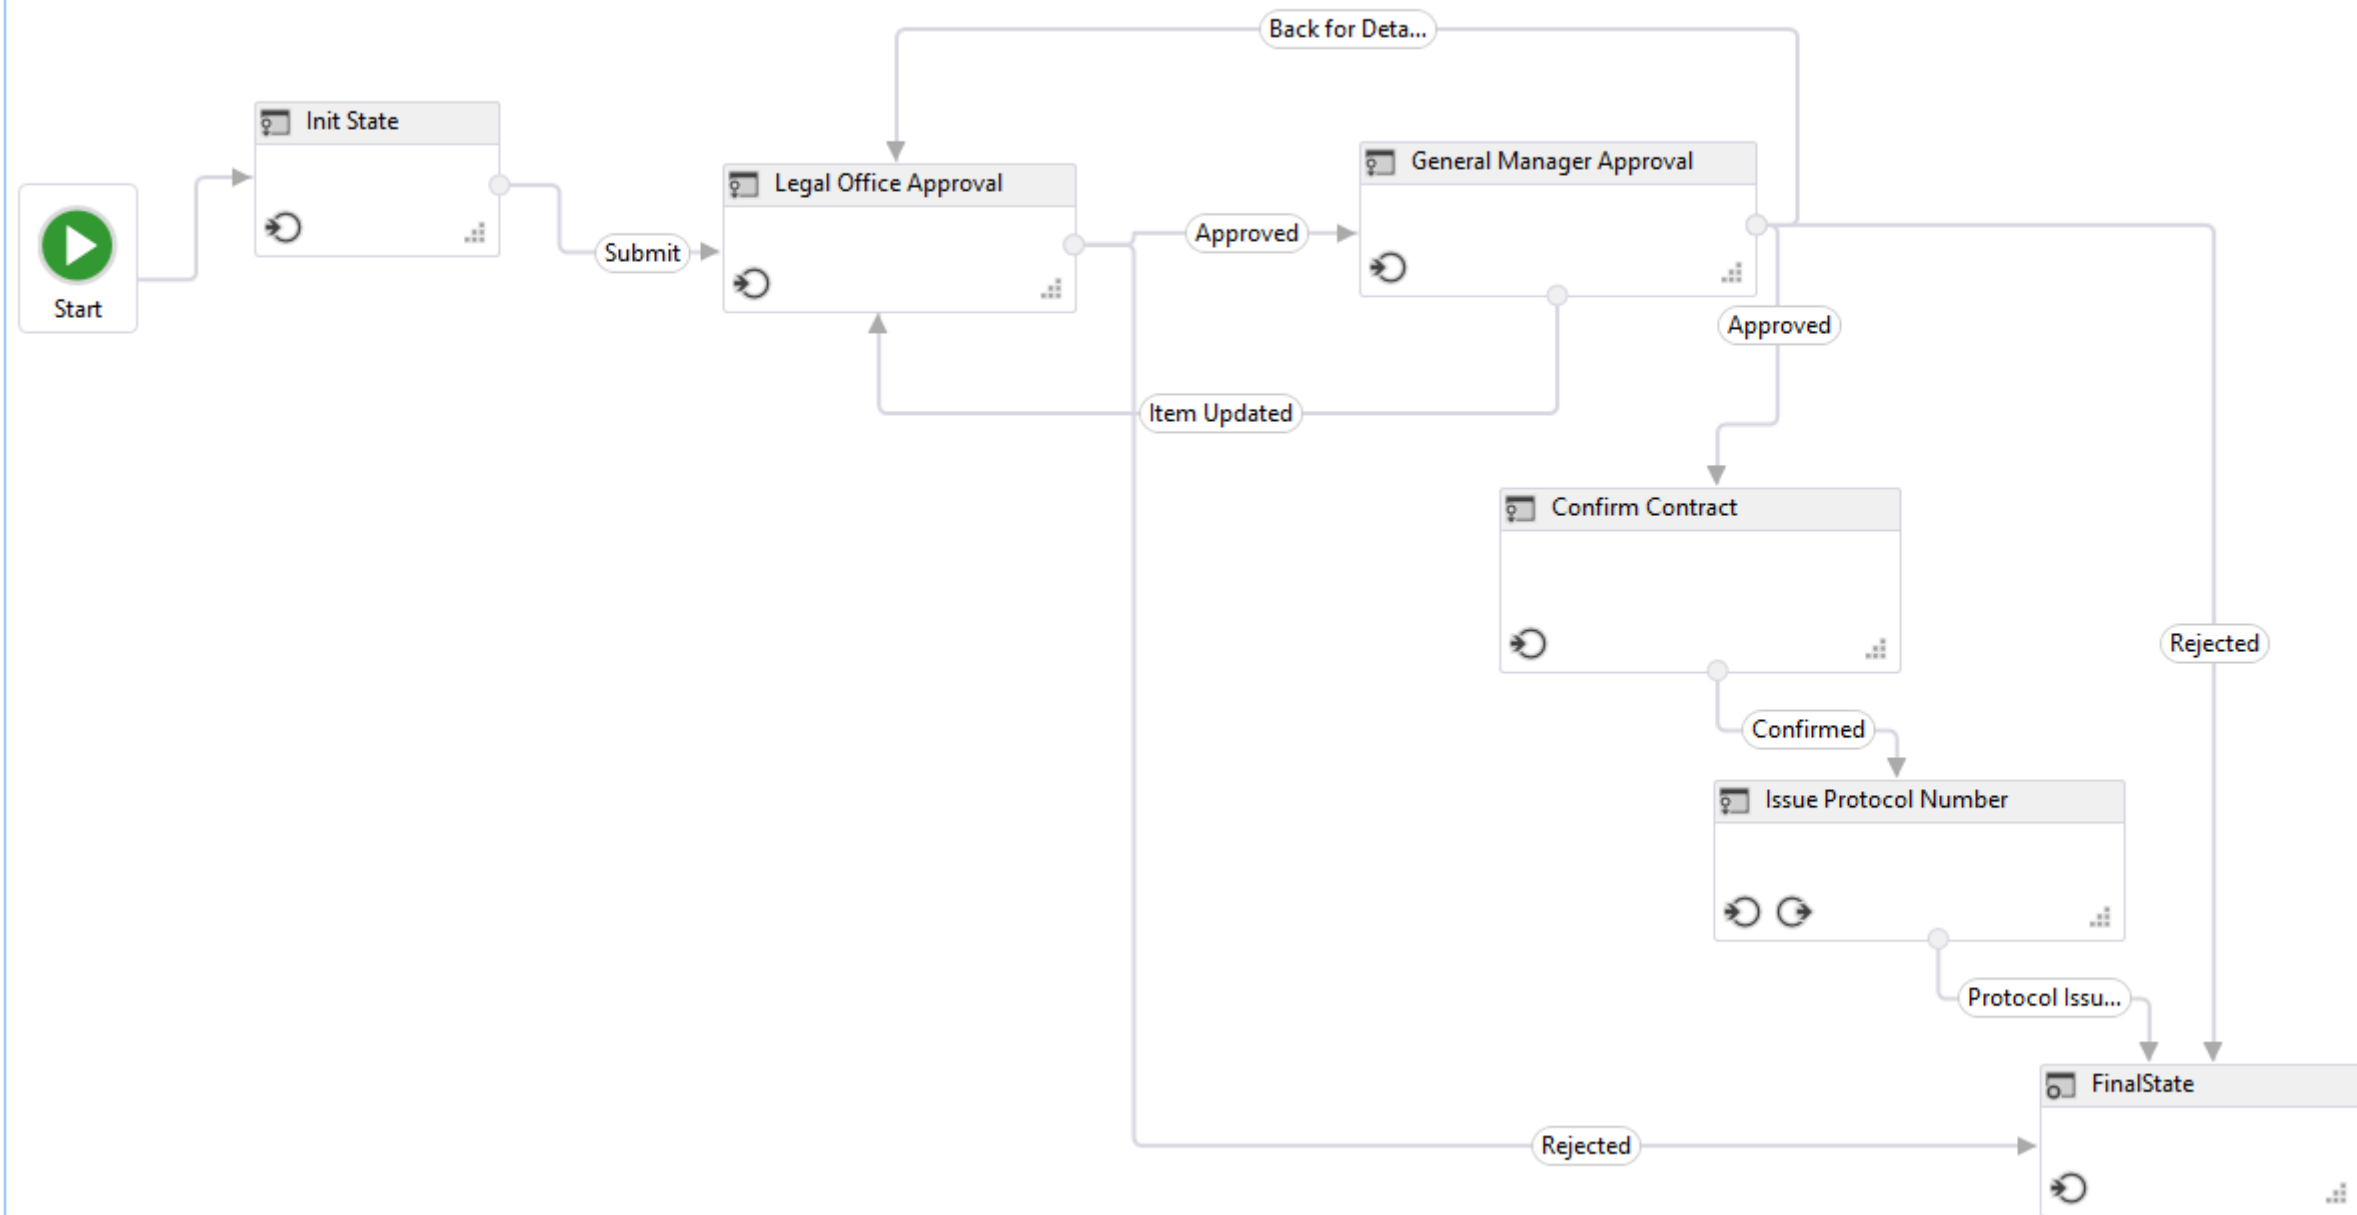 Back for Deta...
Init State
General Manager Approval
Legal Office Approval
Approved
Submit
Start
Approved
Item Updated
Confirm Contract
Rejected
Confirmed
Issue Protocol Number
Protocol Issu...
FinalState
Rejected